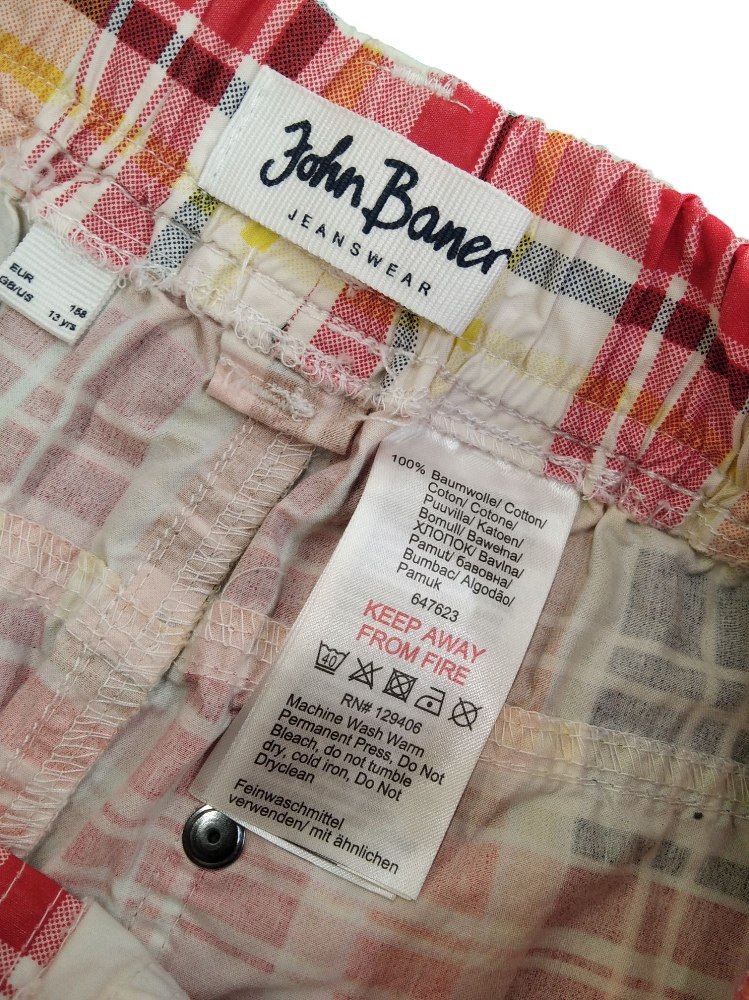 John Baner
JEANSWEAR
EUR 158
GB/US 13 yrs
100% Baumwolle/ Cotton/
Coton/ Cotone/
Puuvilla/ Katoen/
Bomull/ Bawełna/
ХЛОПОК/ Bavlna/
Pamut/ бавовна/
Bumbac/ Algodão/
Pamuk
647623
KEEP AWAY
FROM FIRE
40
RN# 129406
Machine Wash Warm
Permanent Press, Do Not
Bleach, do not tumble
dry, cold iron, Do Not
Dryclean
Feinwaschmittel
verwenden/ mit ähnlichen